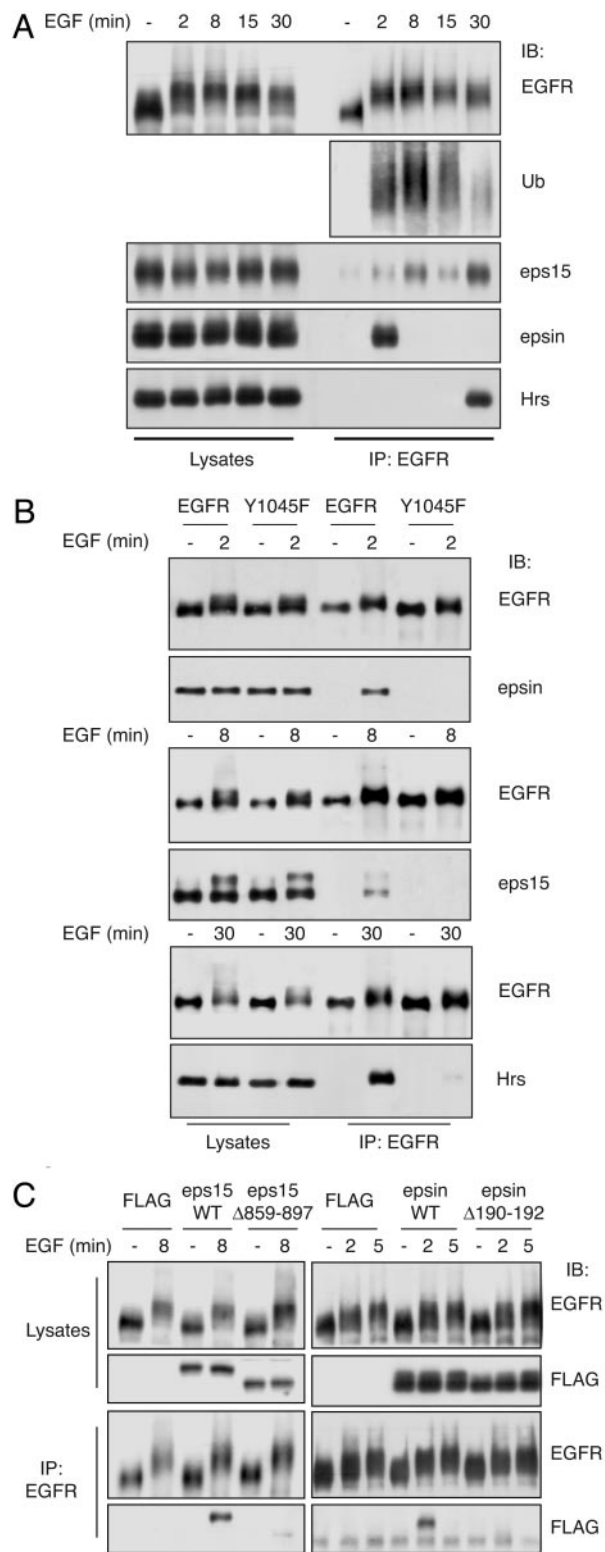 A
EGF (min) - 2 8 15 30 - 2 8 15 30
IB:
EGFR
Ub
eps15
epsin
Hrs
Lysates IP: EGFR
B
EGFR Y1045F EGFR Y1045F
EGF (min) - 2 - 2 - 2 - 2
IB:
EGFR
epsin
EGF (min) - 8 - 8 - 8 - 8
EGFR
eps15
EGF (min) - 30 - 30 - 30 - 30
EGFR
Hrs
Lysates IP: EGFR
C
FLAG eps15 WT eps15 Δ859-897 FLAG epsin WT epsin Δ190-192
EGF (min) - 8 - 8 - 8 - 2 5 - 2 5 - 2 5
IB:
Lysates
EGFR
FLAG
IP: EGFR
EGFR
FLAG